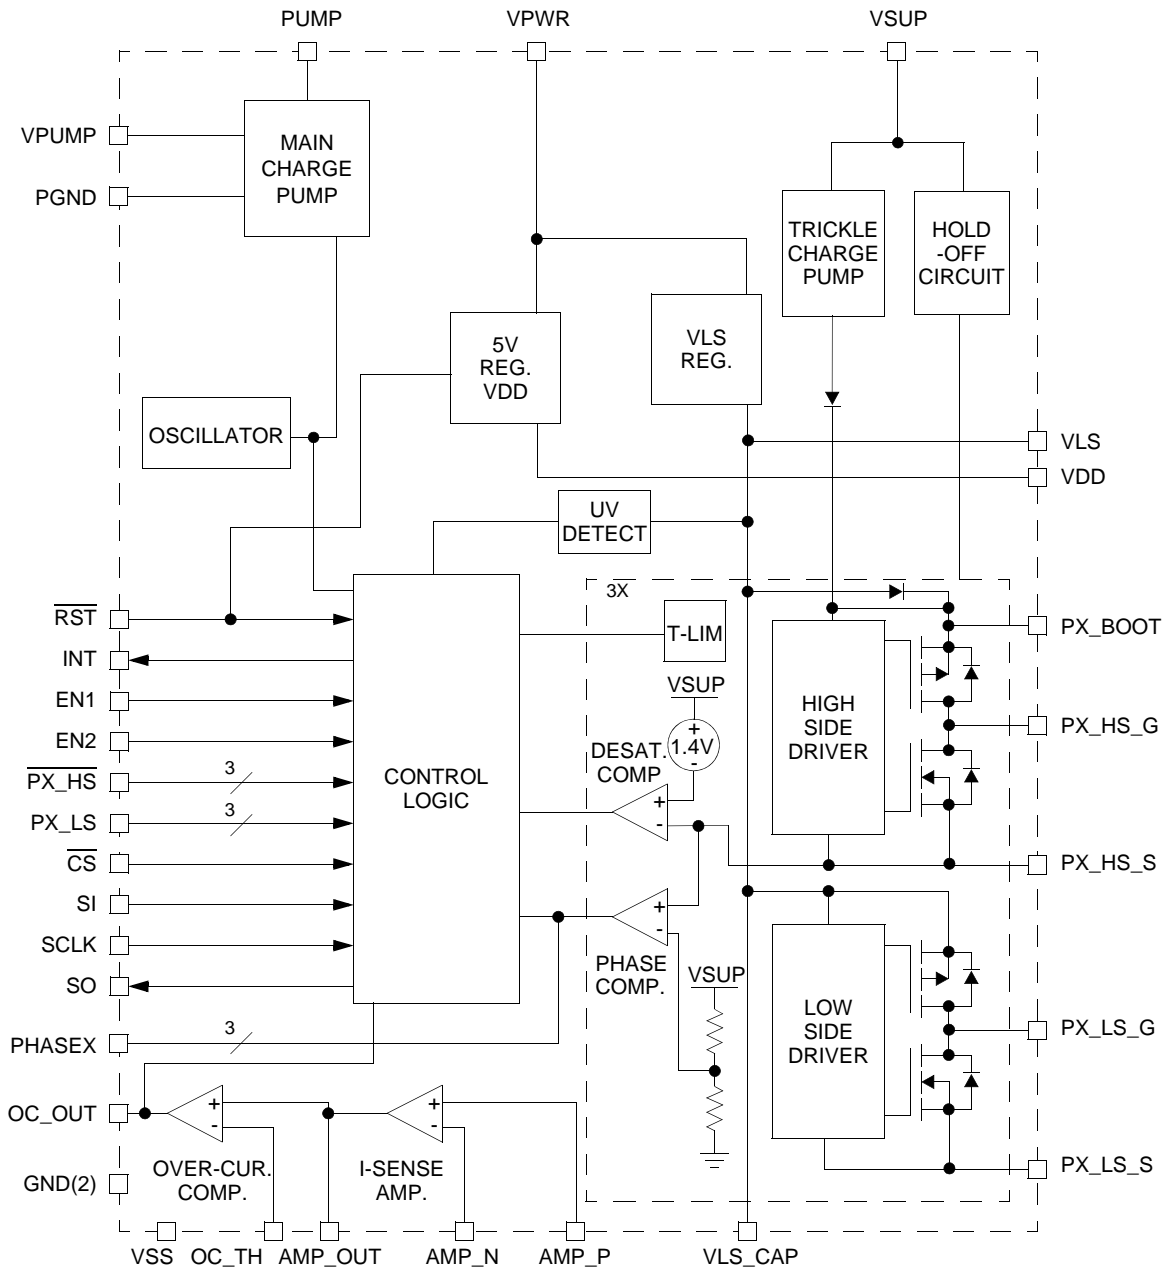 PUMP
VPWR
VSUP
VPUMP
MAIN
CHARGE
PUMP
PGND
TRICKLE
CHARGE
PUMP
HOLD
-OFF
CIRCUIT
5V
REG.
VDD
VLS
REG.
OSCILLATOR
VLS
VDD
UV
DETECT
3X
RST
T-LIM
PX_BOOT
INT
VSUP
EN1
HIGH
SIDE
DRIVER
PX_HS_G
EN2
DESAT.
COMP
+
1.4V
-
PX_HS
3
CONTROL
LOGIC
+
-
PX_LS
3
CS
PX_HS_S
SI
+
-
SCLK
PHASE
COMP.
VSUP
SO
LOW
SIDE
DRIVER
PX_LS_G
PHASEX
3
OC_OUT
+
-
+
-
OVER-CUR.
COMP.
I-SENSE
AMP.
PX_LS_S
GND(2)
VSS
OC_TH
AMP_OUT
AMP_N
AMP_P
VLS_CAP